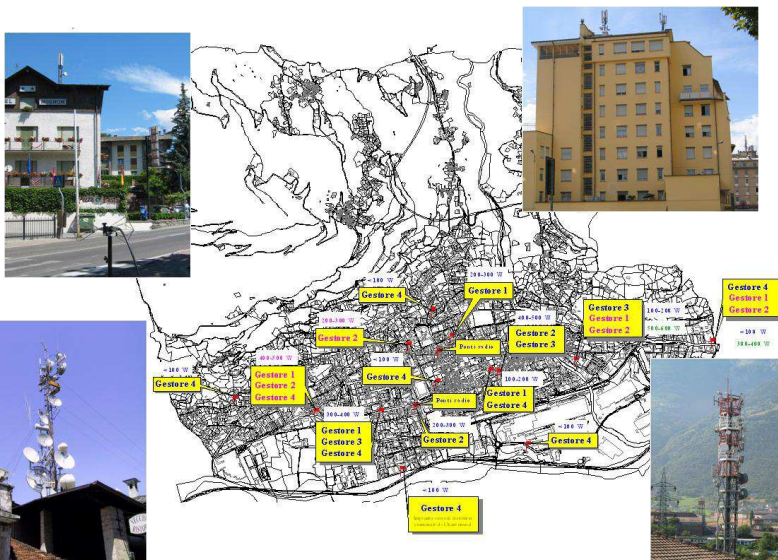 MIGNON
< 100 W
Gestore 4
200-300 W
Gestore 1
200-300 W
Gestore 2
400-500 W
Gestore 2
Gestore 3
Ponti radio
Gestore 3
Gestore 1
Gestore 2
100-200 W
500-600 W
Gestore 4
Gestore 1
Gestore 2
< 100 W
300-400 W
< 100 W
Gestore 4
400-500 W
Gestore 1
Gestore 2
Gestore 4
< 100 W
Gestore 4
Ponti radio
100-200 W
Gestore 1
Gestore 4
300-400 W
Gestore 1
Gestore 3
Gestore 4
200-300 W
Gestore 2
< 100 W
Gestore 4
< 100 W
Gestore 4